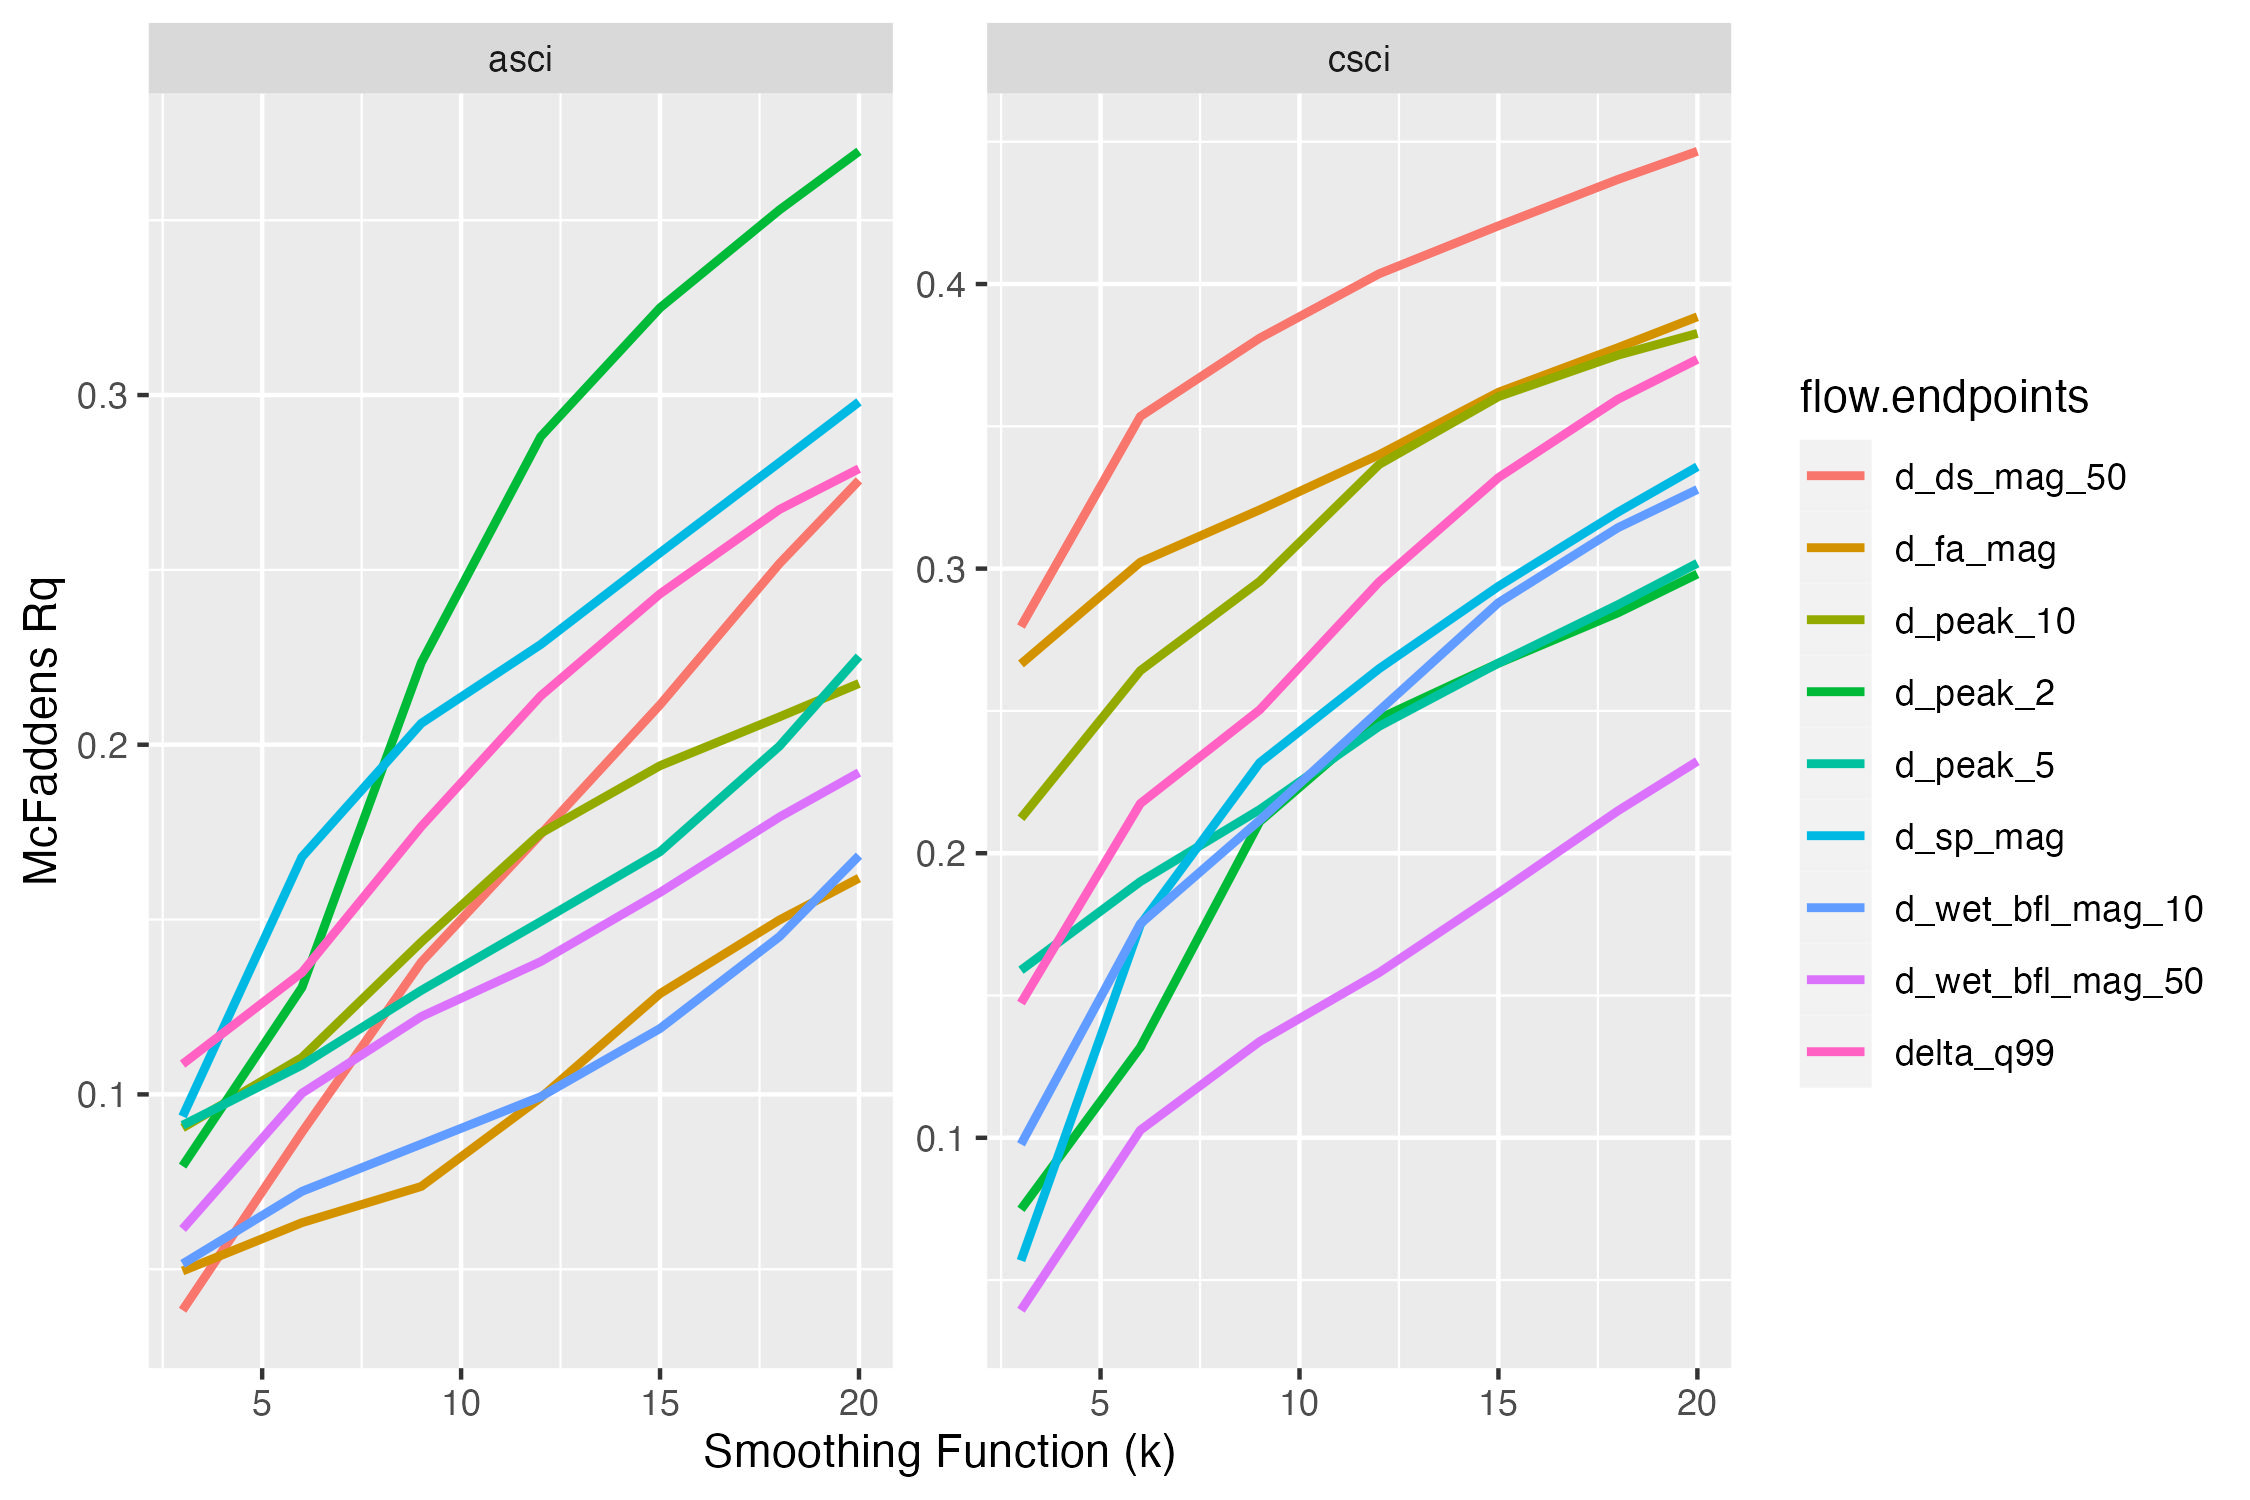 asci
csci
McFaddens Rq
0.3
0.2
0.1
0.4
0.3
0.2
0.1
5 10 15 20
5 10 15 20
Smoothing Function (k)
flow.endpoints
d_ds_mag_50
d_fa_mag
d_peak_10
d_peak_2
d_peak_5
d_sp_mag
d_wet_bfl_mag_10
d_wet_bfl_mag_50
delta_q99